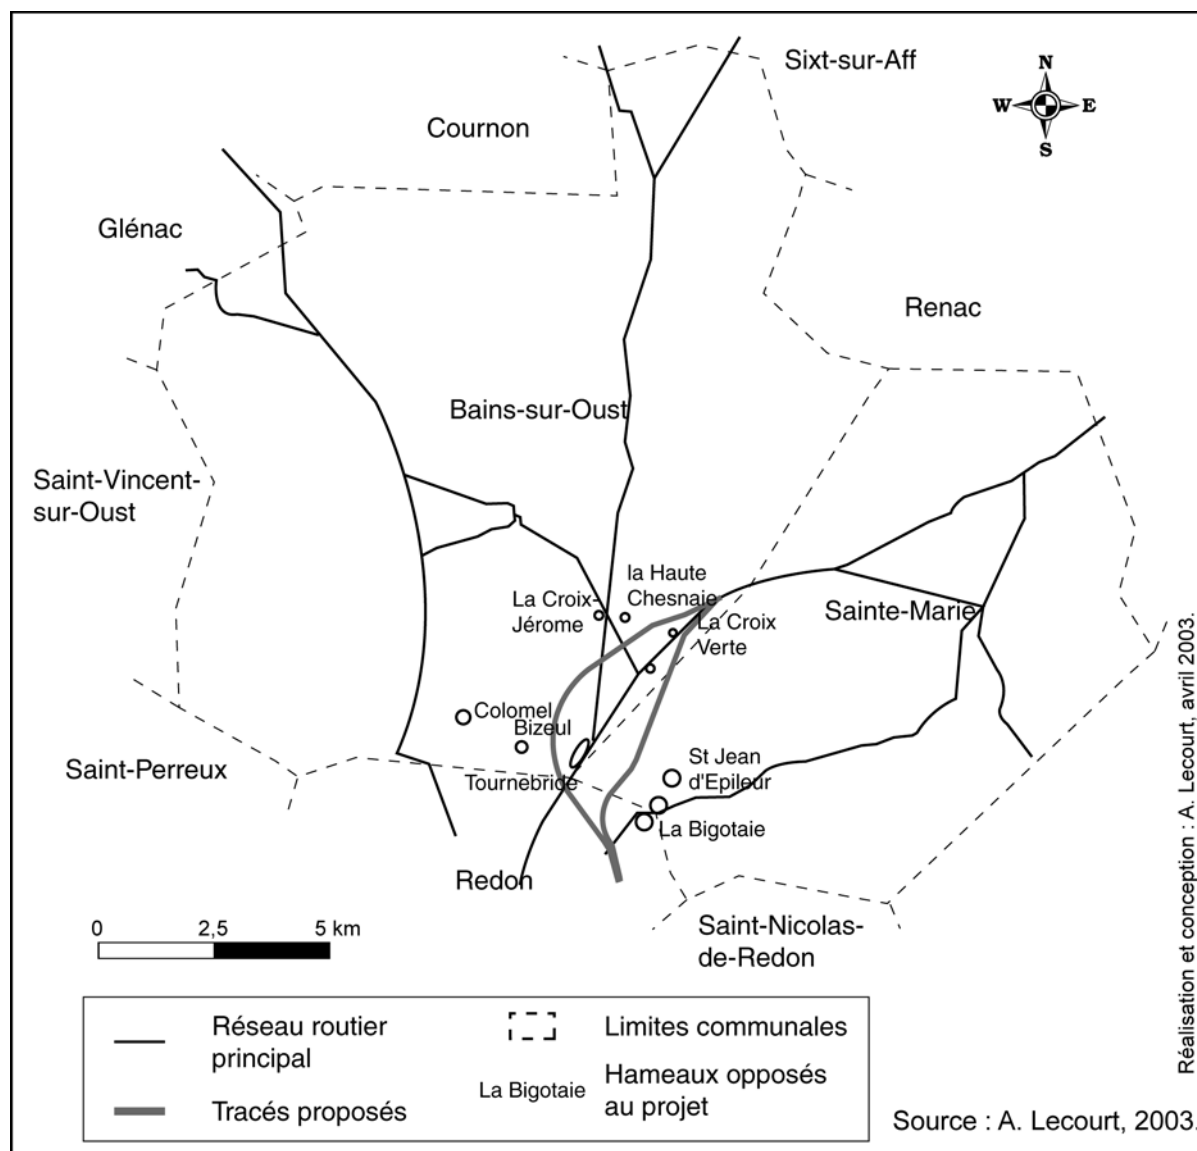 Sixt-sur-Aff
N
W
E
S
Cournon
Glénac
Renac
Bains-sur-Oust
Saint-Vincent-
sur-Oust
la Haute
Chesnaie
La Croix-
Jérome
La Croix
Verte
Sainte-Marie
Colomel
Bizeul
Saint-Perreux
Tournebride
St Jean
d'Epileur
La Bigotaie
Redon
Saint-Nicolas-
de-Redon
0 2,5 5 km
Réseau routier
principal
Tracés proposés
Limites communales
La Bigotaie
Hameaux opposés
au projet
Réalisation et conception : A. Lecourt, avril 2003.
Source : A. Lecourt, 2003.